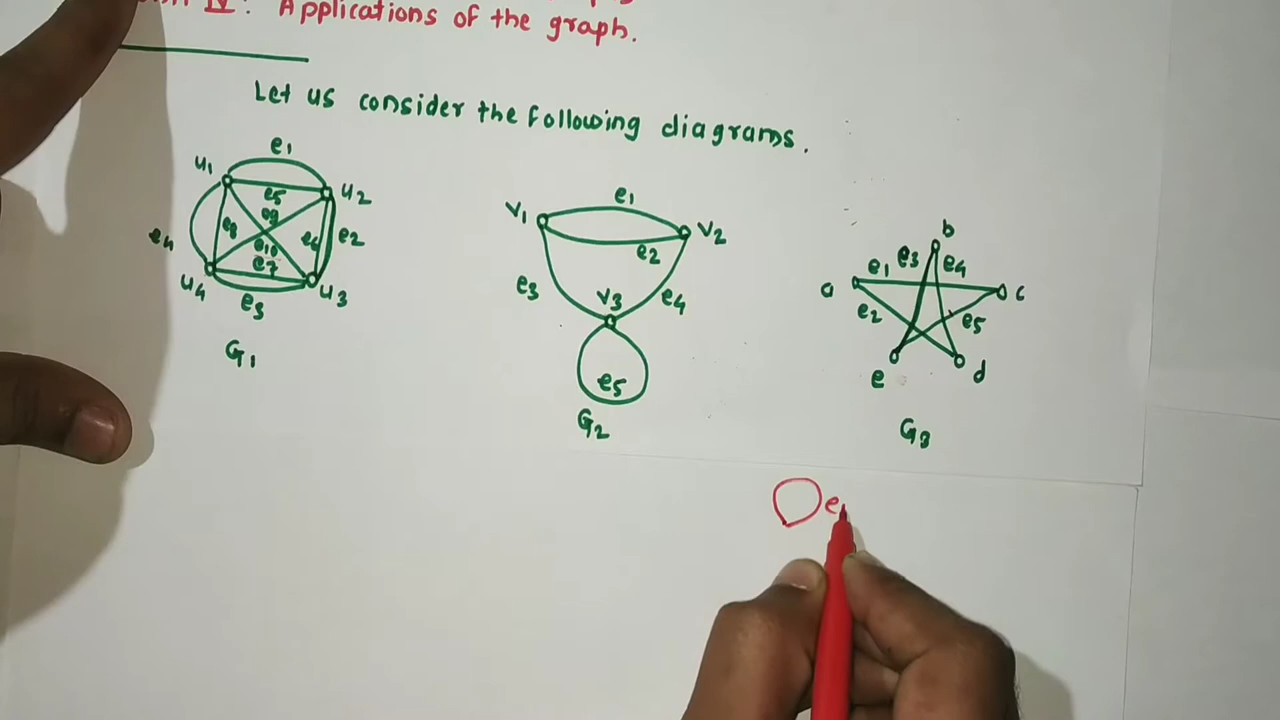 IV: Applications of the graph.
Let us consider the following diagrams.
e1
u1 e5 u2
e4 e8 e9 e10 e6 e2
u4 e7 u3
e3
G1
e1
v1 v2
e2
e3 v3 e4
e5
G2
b
e1 e3 e4
a c
e2 e5
e d
G3
e